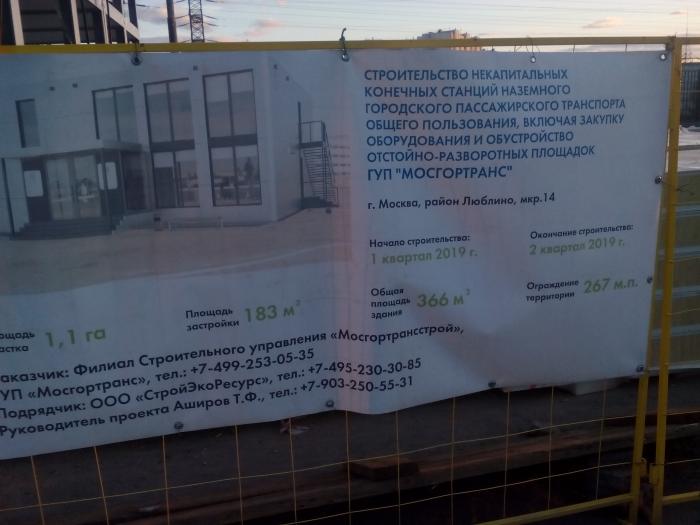 СТРОИТЕЛЬСТВО НЕКАПИТАЛЬНЫХ
КОНЕЧНЫХ СТАНЦИЙ НАЗЕМНОГО
ГОРОДСКОГО ПАССАЖИРСКОГО ТРАНСПОРТА
ОБЩЕГО ПОЛЬЗОВАНИЯ, ВКЛЮЧАЯ ЗАКУПКУ
ОБОРУДОВАНИЯ И ОБУСТРОЙСТВО
ОТСТОЙНО-РАЗВОРОТНЫХ ПЛОЩАДОК
ГУП "МОСГОРТРАНС"
г. Москва, район Люблино, мкр.14
Начало строительства:
1 квартал 2019 г.
Окончание строительства:
2 квартал 2019 г.
ощадь
астка 1,1 га
Площадь
застройки 183 м²
Общая
площадь
здания 366 м²
Ограждение
территории 267 м.п.
аказчик: Филиал Строительного управления «Мосгортрансстрой»,
УП «Мосгортранс», тел.: +7-499-253-05-35
Подрядчик: ООО «СтройЭкоРесурс», тел.: +7-495-230-30-85
Руководитель проекта Аширов Т.Ф., тел.: +7-903-250-55-31